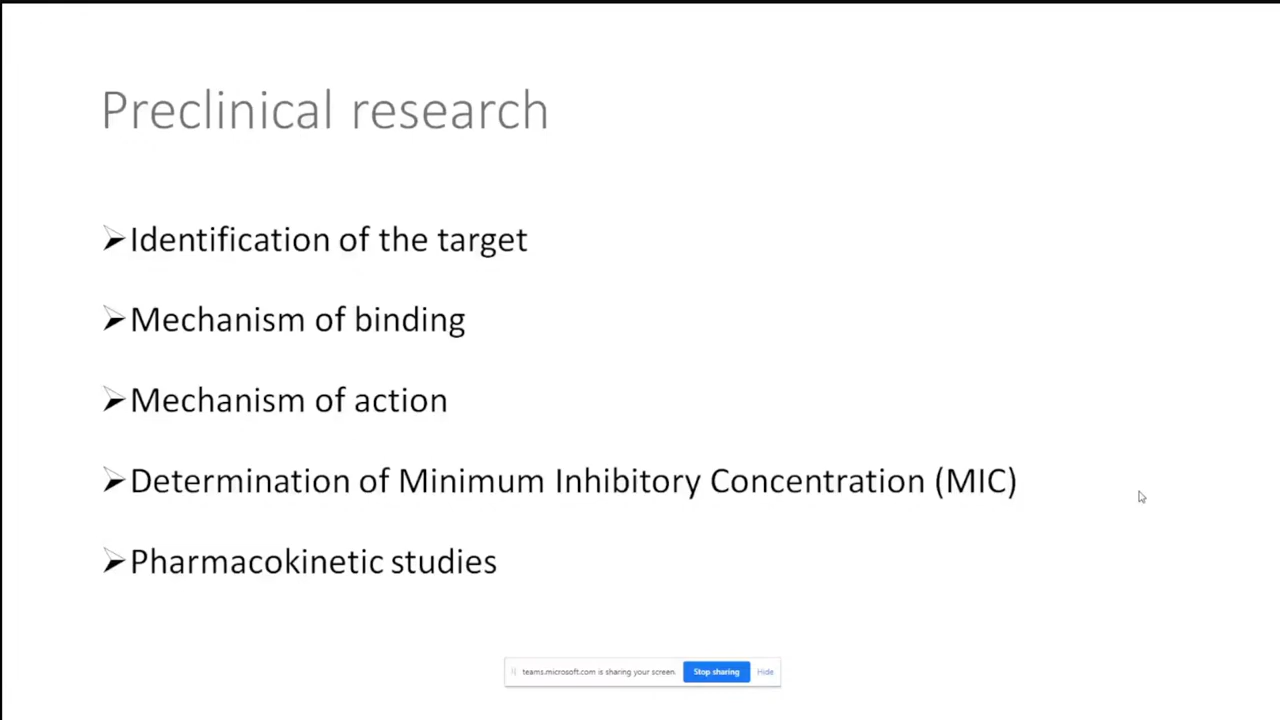 Preclinical research
➢Identification of the target
➢Mechanism of binding
➢Mechanism of action
➢Determination of Minimum Inhibitory Concentration (MIC)
➢Pharmacokinetic studies
teams.microsoft.com is sharing your screen. Stop sharing Hide